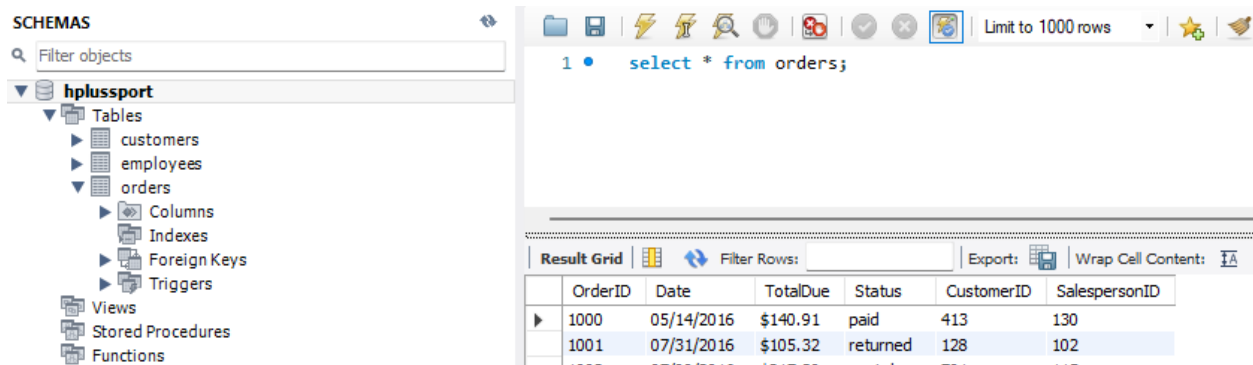 SCHEMAS
Filter objects
hplussport
Tables
customers
employees
orders
Columns
Indexes
Foreign Keys
Triggers
Views
Stored Procedures
Functions
Limit to 1000 rows
1 select * from orders;
Result Grid Filter Rows: Export: Wrap Cell Content:
OrderID Date TotalDue Status CustomerID SalespersonID
1000 05/14/2016 $140.91 paid 413 130
1001 07/31/2016 $105.32 returned 128 102